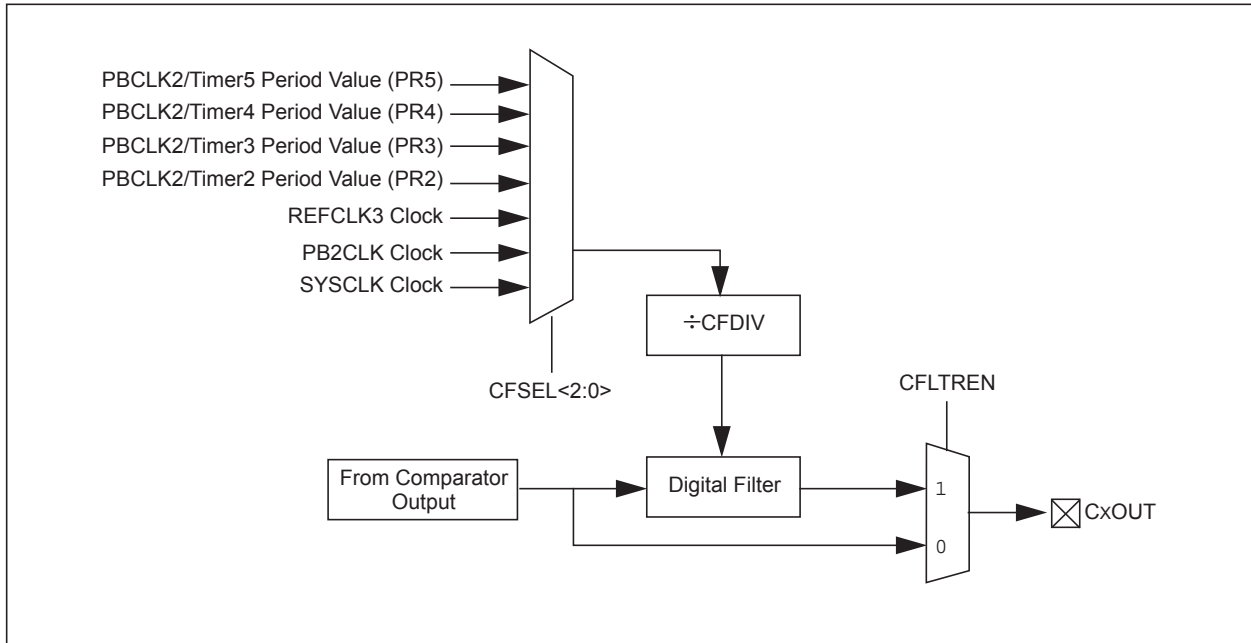 PBCLK2/Timer5 Period Value (PR5)
PBCLK2/Timer4 Period Value (PR4)
PBCLK2/Timer3 Period Value (PR3)
PBCLK2/Timer2 Period Value (PR2)
REFCLK3 Clock
PB2CLK Clock
SYSCLK Clock
÷CFDIV
CFSEL<2:0>
CFLTREN
From Comparator
Output
Digital Filter
1
0
CxOUT